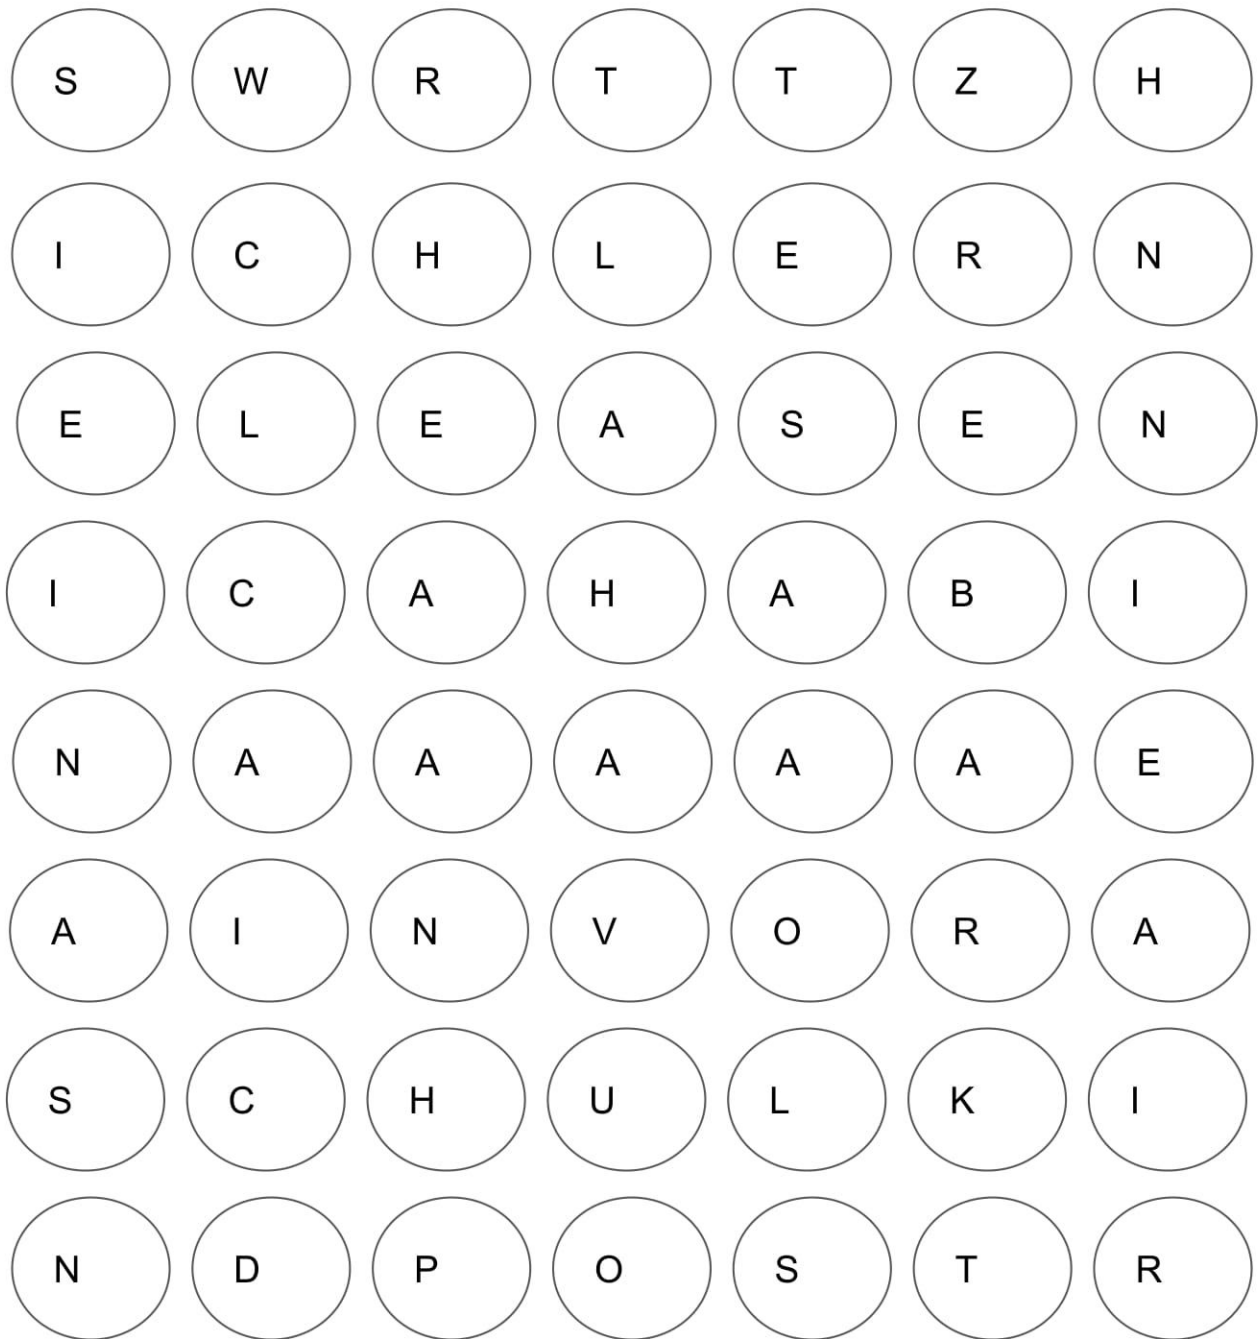 S W R T T Z H
I C H L E R N
E L E A S E N
I C A H A B I
N A A A A A E
A I N V O R A
S C H U L K I
N D P O S T R